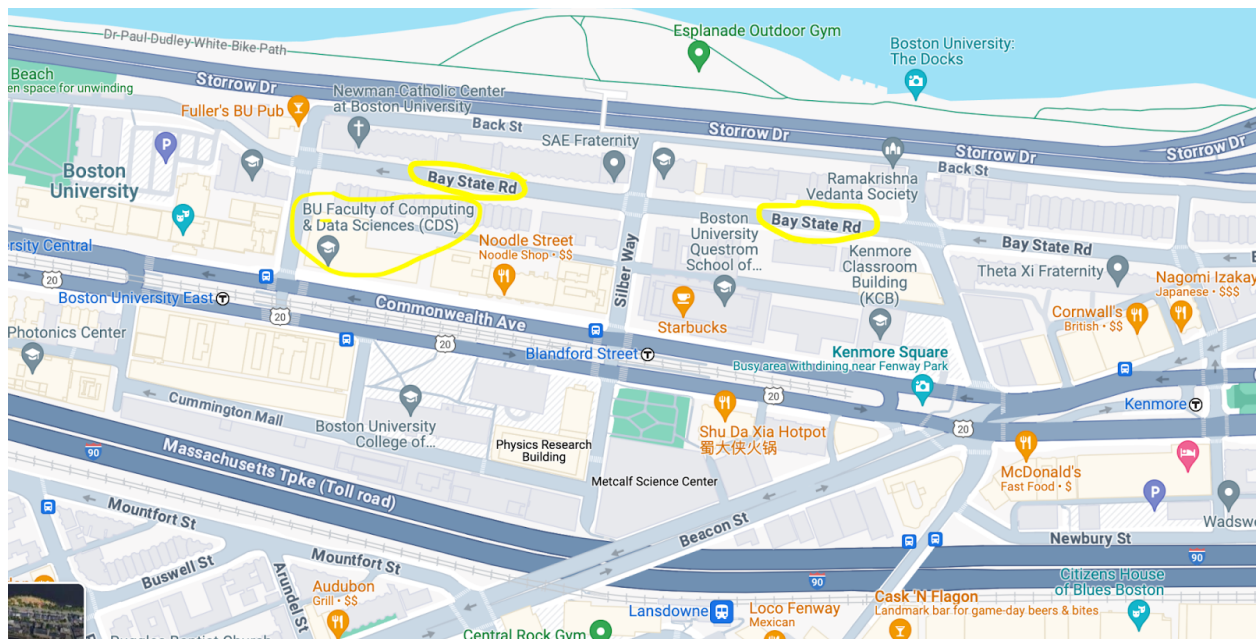 Esplanade Outdoor Gym
Boston University:
The Docks
Dr·Paul·Dudley·White·Bike Path
Beach
en space for unwinding
Storrow Dr
Newman Catholic Center
at Boston University
Fuller's BU Pub
Back St
SAE Fraternity
Storrow Dr
Storrow Dr
Storrow Dr
P
Ramakrishna
Vedanta Society
Back St
Boston
University
Bay State Rd
Bay State Rd
Bay State Rd
BU Faculty of Computing
& Data Sciences (CDS)
Noodle Street
Noodle Shop • $$
Silber Way
Boston
University
Questrom
School of...
Kenmore
Classroom
Building
(KCB)
Theta Xi Fraternity
Nagomi Izakay
Japanese • $$$
ersity Central
20
Boston University East
T
20
Commonwealth Ave
Starbucks
Cornwall's
British • $$
Photonics Center
20
Blandford Street
T
Kenmore Square
Busy area with dining near Fenway Park
20
Kenmore
T
Cummington Mall
Boston University
College of...
Physics Research
Building
Metcalf Science Center
Shu Da Xia Hotpot
蜀大侠火锅
20
McDonald's
Fast Food • $
90
Massachusetts Tpke (Toll road)
P
Wadsw
Mountfort St
Mountfort St
Beacon St
Newbury St
90
Buswell St
Arundel St
Audubon
Grill • $$
90
Lansdowne
Loco Fenway
Mexican
Cask 'N Flagon
Landmark bar for game-day beers & bites
Citizens House
of Blues Boston
Ruggles Baptist Church
Central Rock Gym